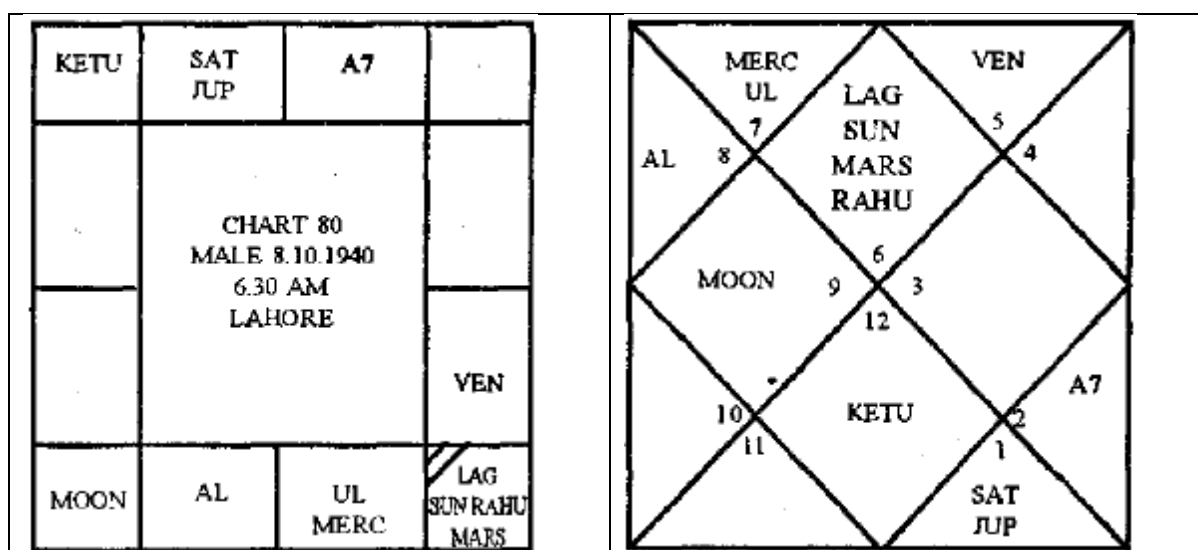 KETU
SAT
JUP
A7
CHART 80
MALE 8.10.1940
6.30 AM
LAHORE
VEN
MOON
AL
UL
MERC
LAG
SUN RAHU
MARS
MERC
UL
7
LAG
SUN
MARS
RAHU
VEN
5
AL
8
4
6
MOON
9
3
12
A7
10
11
KETU
2
1
SAT
JUP